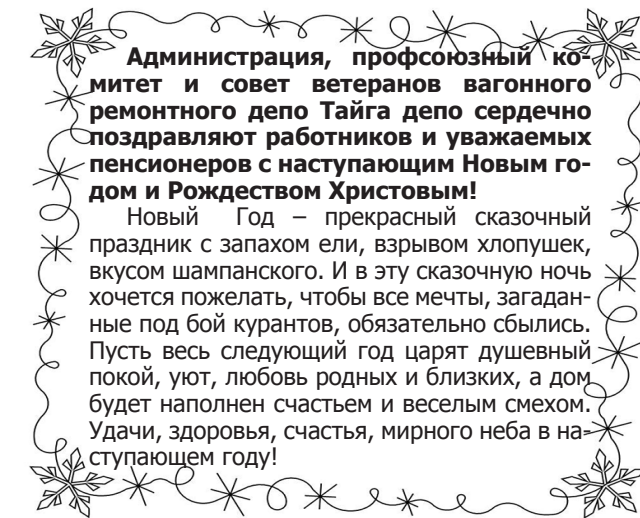 Администрация, профсоюзный ко-
митет и совет ветеранов вагонного
ремонтного депо Тайга депо сердечно
поздравляют работников и уважаемых
пенсионеров с наступающим Новым го-
дом и Рождеством Христовым!
Новый Год – прекрасный сказочный
праздник с запахом ели, взрывом хлопушек,
вкусом шампанского. И в эту сказочную ночь
хочется пожелать, чтобы все мечты, загадан-
ные под бой курантов, обязательно сбылись.
Пусть весь следующий год царят душевный
покой, уют, любовь родных и близких, а дом
будет наполнен счастьем и веселым смехом.
Удачи, здоровья, счастья, мирного неба в на-
ступающем году!